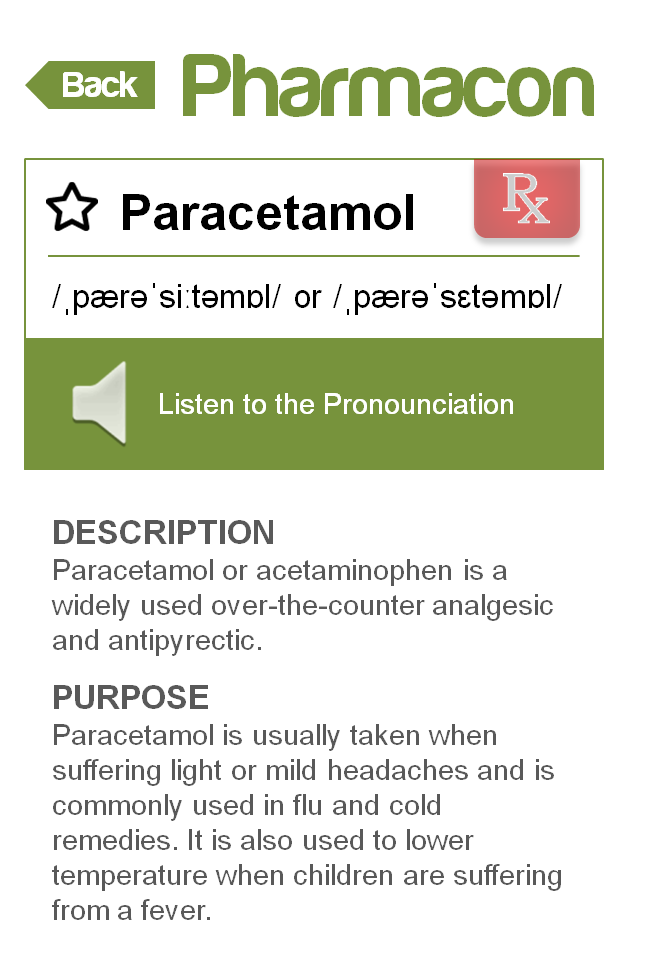 Back
Pharmacon
Paracetamol
Rx
/ˌpærəˈsiːtəmɒl/ or /ˌpærəˈsɛtəmɒl/
Listen to the Pronounciation
DESCRIPTION
Paracetamol or acetaminophen is a
widely used over-the-counter analgesic
and antipyrectic.
PURPOSE
Paracetamol is usually taken when
suffering light or mild headaches and is
commonly used in flu and cold
remedies. It is also used to lower
temperature when children are suffering
from a fever.